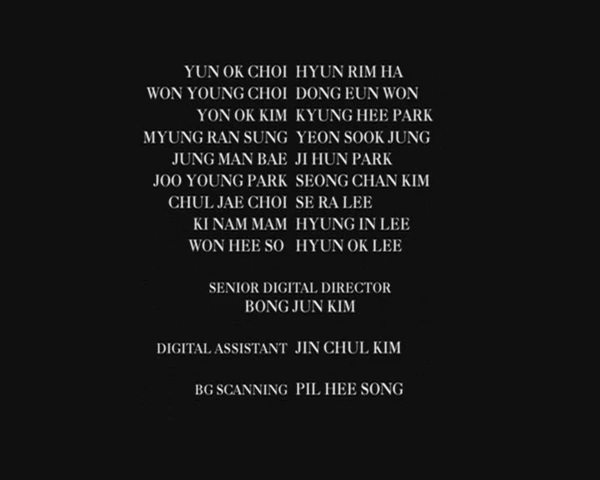 YUN OK CHOI HYUN RIM HA
WON YOUNG CHOI DONG EUN WON
YON OK KIM KYUNG HEE PARK
MYUNG RAN SUNG YEON SOOK JUNG
JUNG MAN BAE JI HUN PARK
JOO YOUNG PARK SEONG CHAN KIM
CHUL JAE CHOI SE RA LEE
KI NAM MAM HYUNG IN LEE
WON HEE SO HYUN OK LEE
SENIOR DIGITAL DIRECTOR
BONG JUN KIM
DIGITAL ASSISTANT JIN CHUL KIM
BG SCANNING PIL HEE SONG